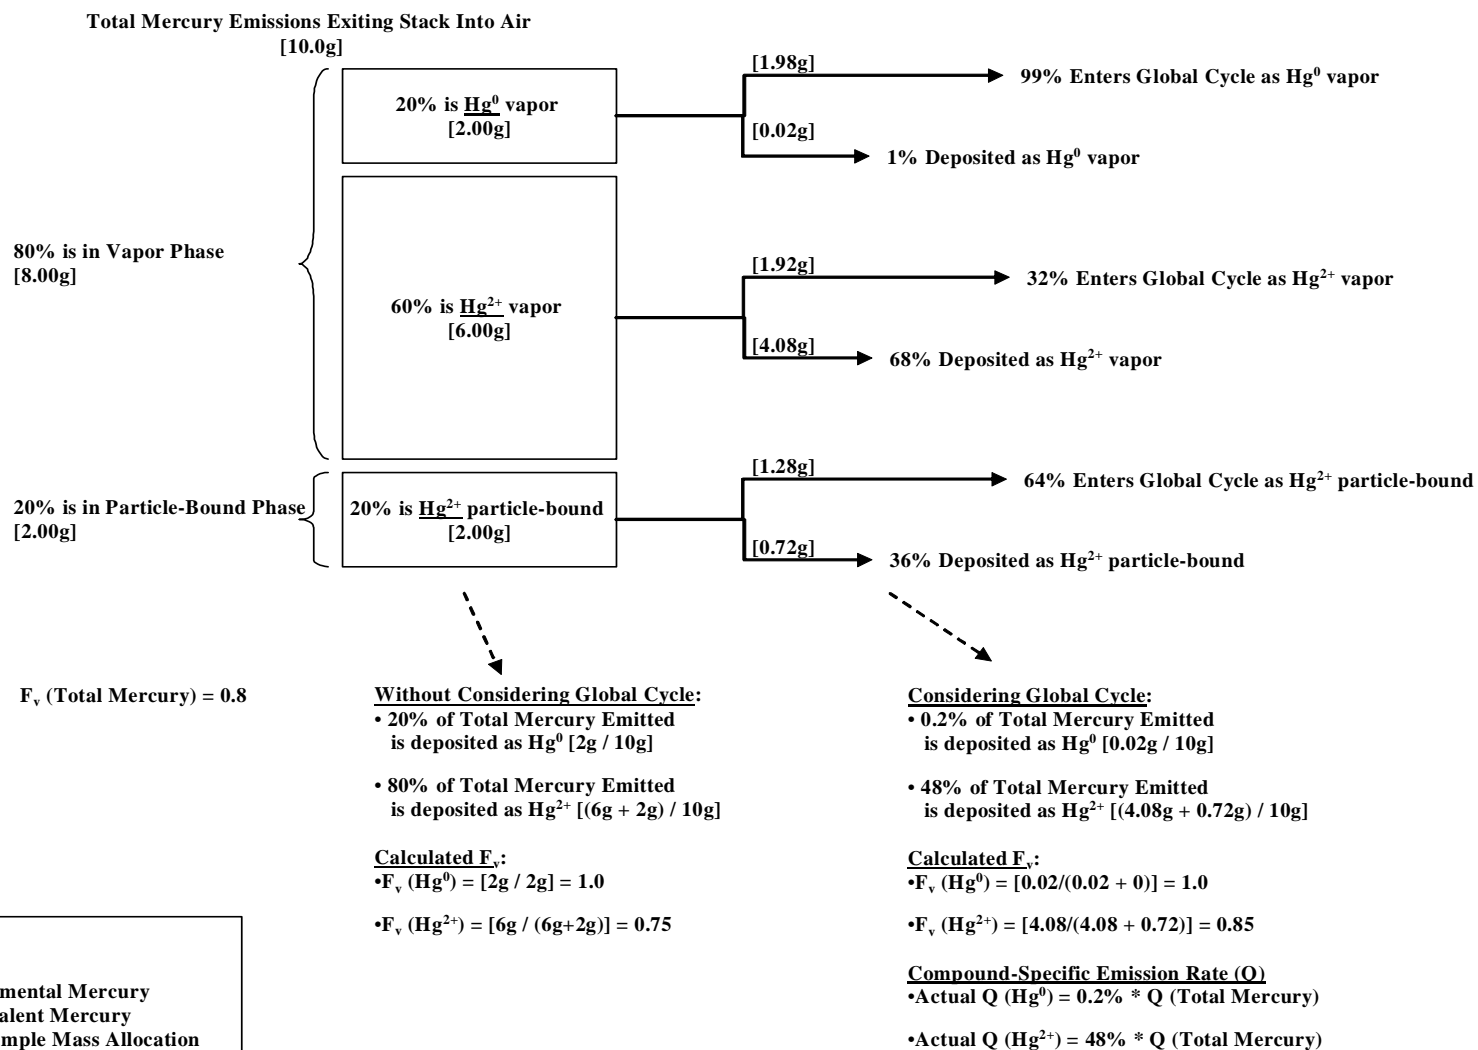 Total Mercury Emissions Exiting Stack Into Air
[10.0g]
80% is in Vapor Phase
[8.00g]
20% is Hg⁰ vapor
[2.00g]
[1.98g]
99% Enters Global Cycle as Hg⁰ vapor
[0.02g]
1% Deposited as Hg⁰ vapor
60% is Hg²⁺ vapor
[6.00g]
[1.92g]
32% Enters Global Cycle as Hg²⁺ vapor
[4.08g]
68% Deposited as Hg²⁺ vapor
20% is in Particle-Bound Phase
[2.00g]
20% is Hg²⁺ particle-bound
[2.00g]
[1.28g]
64% Enters Global Cycle as Hg²⁺ particle-bound
[0.72g]
36% Deposited as Hg²⁺ particle-bound
Fᵥ (Total Mercury) = 0.8
Without Considering Global Cycle:
• 20% of Total Mercury Emitted
is deposited as Hg⁰ [2g / 10g]
• 80% of Total Mercury Emitted
is deposited as Hg²⁺ [(6g + 2g) / 10g]
Calculated Fᵥ:
•Fᵥ (Hg⁰) = [2g / 2g] = 1.0
•Fᵥ (Hg²⁺) = [6g / (6g+2g)] = 0.75
Considering Global Cycle:
• 0.2% of Total Mercury Emitted
is deposited as Hg⁰ [0.02g / 10g]
• 48% of Total Mercury Emitted
is deposited as Hg²⁺ [(4.08g + 0.72g) / 10g]
Calculated Fᵥ:
•Fᵥ (Hg⁰) = [0.02/(0.02 + 0)] = 1.0
•Fᵥ (Hg²⁺) = [4.08/(4.08 + 0.72)] = 0.85
Compound-Specific Emission Rate (Q)
•Actual Q (Hg⁰) = 0.2% * Q (Total Mercury)
•Actual Q (Hg²⁺) = 48% * Q (Total Mercury)
mental Mercury
alent Mercury
mple Mass Allocation